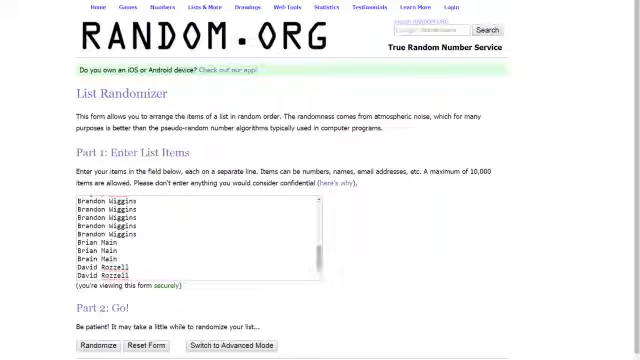 Home Games Numbers Lists & More Drawings Web Tools Statistics Testimonials Learn More Login
RANDOM.ORG
Search RANDOM.ORG
Search
True Random Number Service
Do you own an iOS or Android device? Check out our app!
List Randomizer
This form allows you to arrange the items of a list in random order. The randomness comes from atmospheric noise, which for many
purposes is better than the pseudo-random number algorithms typically used in computer programs.
Part 1: Enter List Items
Enter your items in the field below, each on a separate line. Items can be numbers, names, email addresses, etc. A maximum of 10,000
items are allowed. Please don't enter anything you would consider confidential (here's why).
Brandon Wiggins
Brandon Wiggins
Brandon Wiggins
Brandon Wiggins
Brandon Wiggins
Brian Main
Brian Main
Brian Main
David Rozzell
David Rozzell
(you're viewing this form securely)
Part 2: Go!
Be patient! It may take a little while to randomize your list...
Randomize Reset Form Switch to Advanced Mode